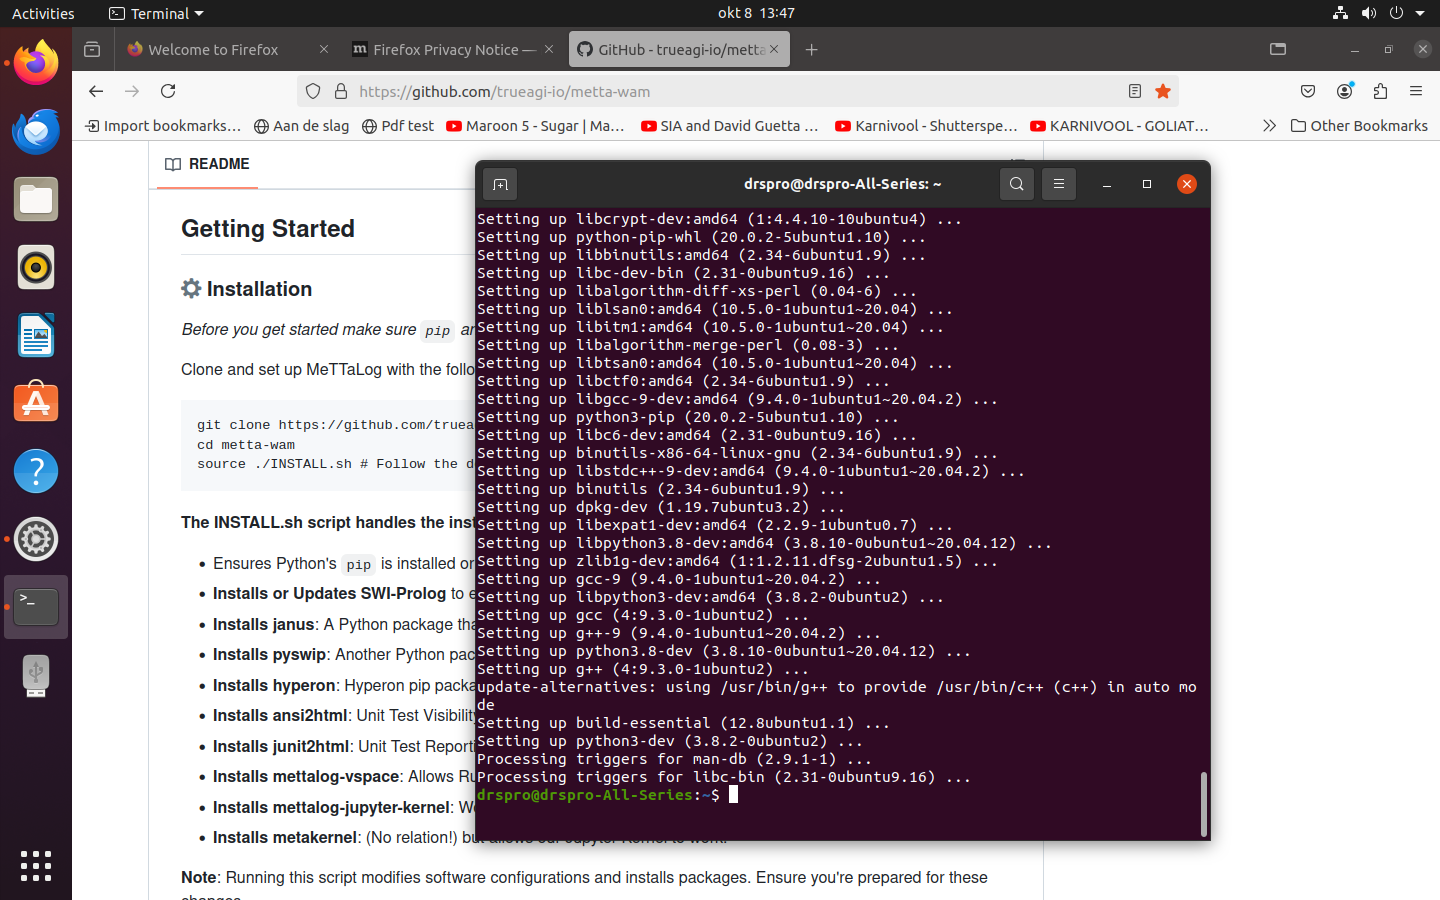 Activities
Terminal
okt 8 13:47
Welcome to Firefox
Firefox Privacy Notice —
GitHub - trueagi-io/metta
https://github.com/trueagi-io/metta-wam
Import bookmarks…
Aan de slag
Pdf test
Maroon 5 - Sugar | Ma…
SIA and David Guetta …
Karnivool - Shutterspe…
KARNIVOOL - GOLIAT…
Other Bookmarks
README
Getting Started
Installation
Before you get started make sure pip
Clone and set up MeTTaLog with the follo
git clone https://github.com/truea
cd metta-wam
source ./INSTALL.sh # Follow the d
The INSTALL.sh script handles the inst
Ensures Python's pip is installed or
Installs or Updates SWI-Prolog to e
Installs janus: A Python package tha
Installs pyswip: Another Python pac
Installs hyperon: Hyperon pip packa
Installs ansi2html: Unit Test Visibility
Installs junit2html: Unit Test Reporti
Installs mettalog-vspace: Allows Ru
Installs mettalog-jupyter-kernel: We
Installs metakernel: (No relation!) but allows our Jupyter Kernel to work.
Note: Running this script modifies software configurations and installs packages. Ensure you're prepared for these
changes
drspro@drspro-All-Series: ~
Setting up libcrypt-dev:amd64 (1:4.4.10-10ubuntu4) ...
Setting up python-pip-whl (20.0.2-5ubuntu1.10) ...
Setting up libbinutils:amd64 (2.34-6ubuntu1.9) ...
Setting up libc-dev-bin (2.31-0ubuntu9.16) ...
Setting up libalgorithm-diff-xs-perl (0.04-6) ...
Setting up liblsan0:amd64 (10.5.0-1ubuntu1~20.04) ...
Setting up libitm1:amd64 (10.5.0-1ubuntu1~20.04) ...
Setting up libalgorithm-merge-perl (0.08-3) ...
Setting up libtsan0:amd64 (10.5.0-1ubuntu1~20.04) ...
Setting up libctf0:amd64 (2.34-6ubuntu1.9) ...
Setting up libgcc-9-dev:amd64 (9.4.0-1ubuntu1~20.04.2) ...
Setting up python3-pip (20.0.2-5ubuntu1.10) ...
Setting up libc6-dev:amd64 (2.31-0ubuntu9.16) ...
Setting up binutils-x86-64-linux-gnu (2.34-6ubuntu1.9) ...
Setting up libstdc++-9-dev:amd64 (9.4.0-1ubuntu1~20.04.2) ...
Setting up binutils (2.34-6ubuntu1.9) ...
Setting up dpkg-dev (1.19.7ubuntu3.2) ...
Setting up libexpat1-dev:amd64 (2.2.9-1ubuntu0.7) ...
Setting up libpython3.8-dev:amd64 (3.8.10-0ubuntu1~20.04.12) ...
Setting up zlib1g-dev:amd64 (1:1.2.11.dfsg-2ubuntu1.5) ...
Setting up gcc-9 (9.4.0-1ubuntu1~20.04.2) ...
Setting up libpython3-dev:amd64 (3.8.2-0ubuntu2) ...
Setting up gcc (4:9.3.0-1ubuntu2) ...
Setting up g++-9 (9.4.0-1ubuntu1~20.04.2) ...
Setting up python3.8-dev (3.8.10-0ubuntu1~20.04.12) ...
Setting up g++ (4:9.3.0-1ubuntu2) ...
update-alternatives: using /usr/bin/g++ to provide /usr/bin/c++ (c++) in auto mo
de
Setting up build-essential (12.8ubuntu1.1) ...
Setting up python3-dev (3.8.2-0ubuntu2) ...
Processing triggers for man-db (2.9.1-1) ...
Processing triggers for libc-bin (2.31-0ubuntu9.16) ...
drspro@drspro-All-Series:~$